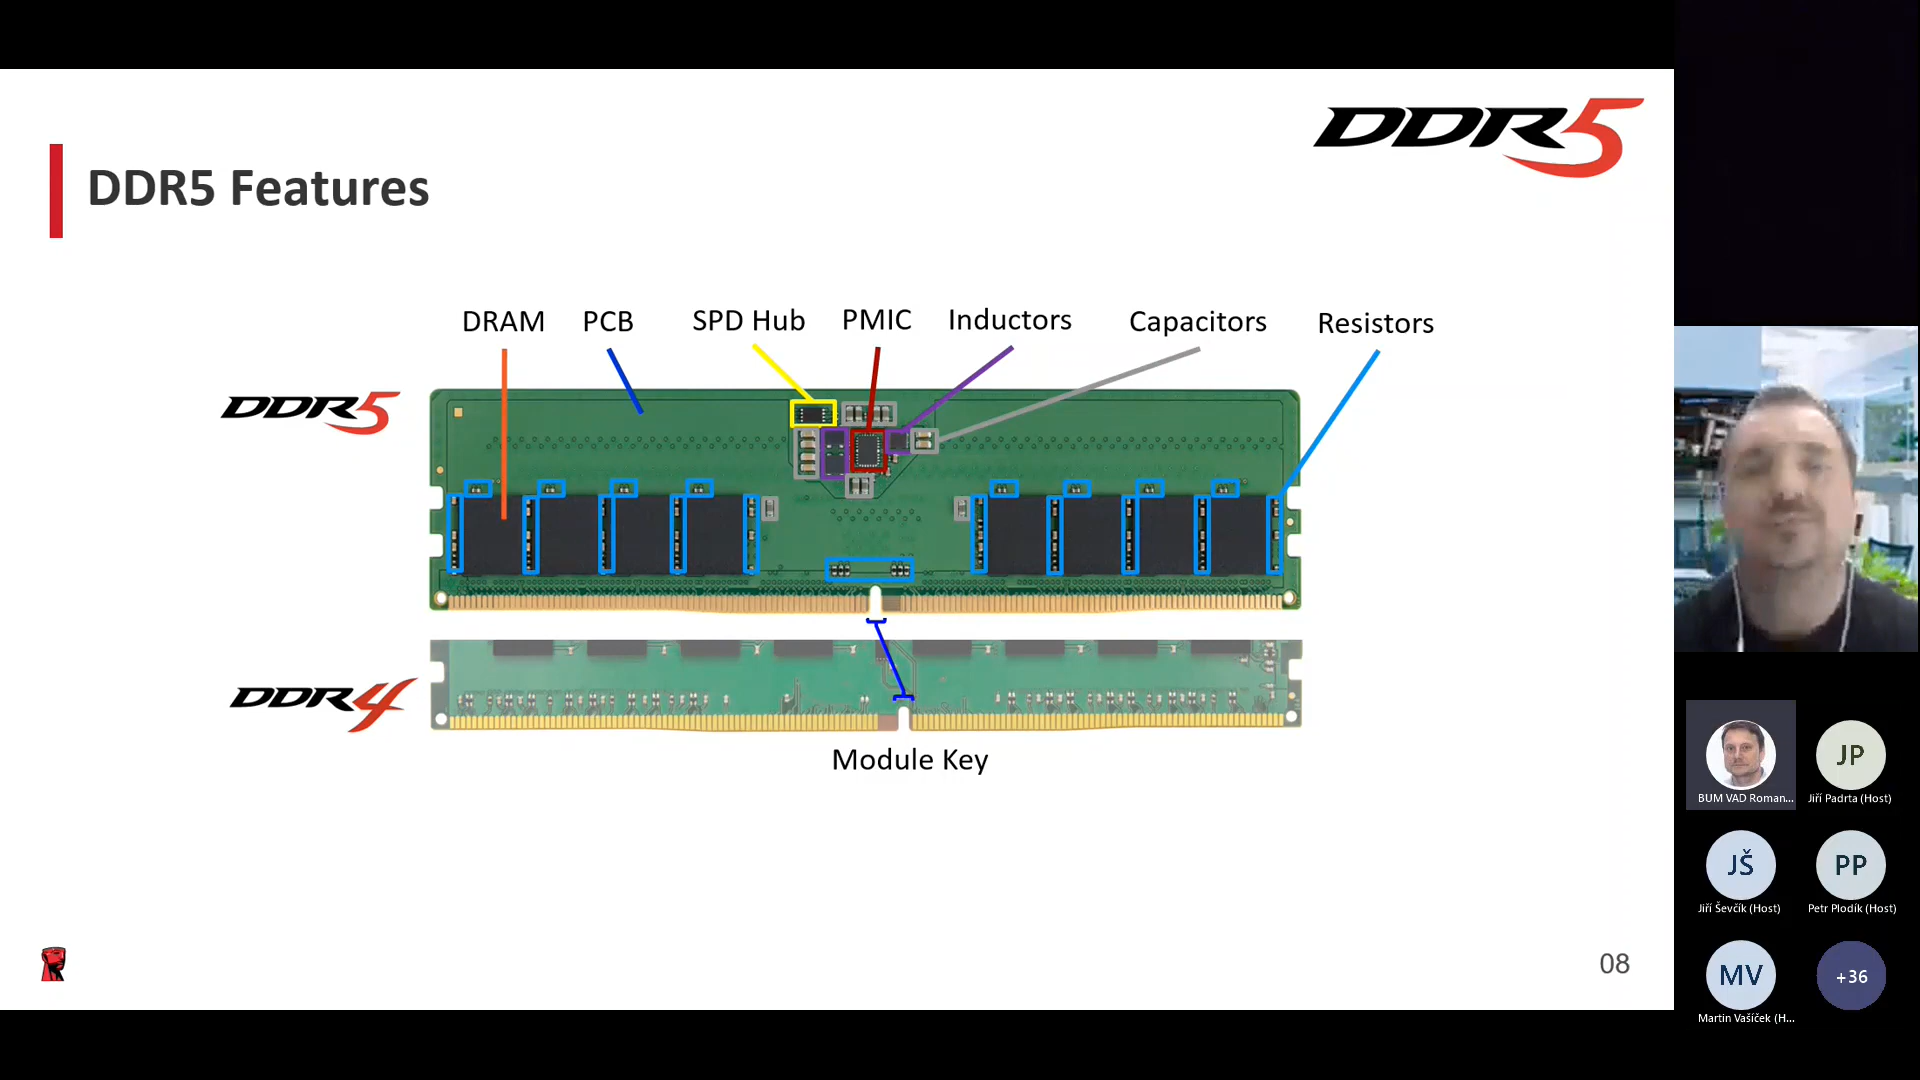 DDR5
DDR5 Features
DRAM PCB SPD Hub PMIC Inductors Capacitors Resistors
DDR5
DDR4
Module Key
08
BUM VAD Roman...
JP
Jiří Padrta (Host)
JŠ
Jiří Ševčík (Host)
PP
Petr Plodík (Host)
MV
Martin Vašíček (H...
+36